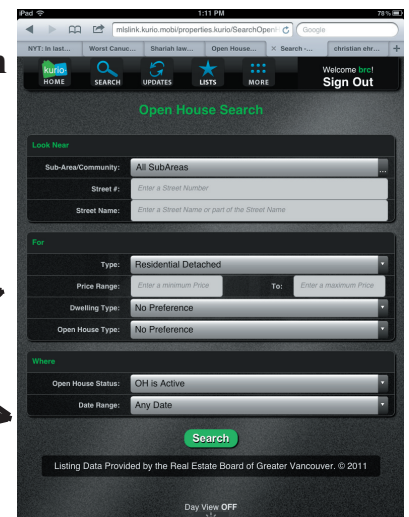 iPad 1:11 PM 78%
mlslink.kurio.mobi/properties.kurio/SearchOpenH Google
NYT: In last... Worst Canuc... Shariah law... Open House... Search -... christian ehr...
n
kurio HOME SEARCH UPDATES LISTS MORE Welcome brc!
Sign Out
Open House Search
Look Near
Sub-Area/Community: All SubAreas ...
Street #: Enter a Street Number
Street Name: Enter a Street Name or part of the Street Name
For
Type: Residential Detached
Price Range: Enter a minimum Price To: Enter a maximum Price
Dwelling Type: No Preference
Open House Type: No Preference
Where
Open House Status: OH is Active
Date Range: Any Date
Search
Listing Data Provided by the Real Estate Board of Greater Vancouver. © 2011
Day View OFF